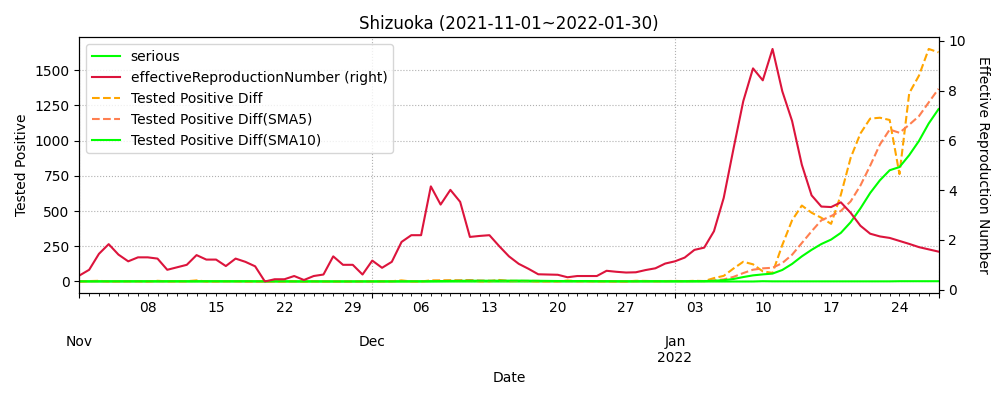 Shizuoka (2021-11-01~2022-01-30)
serious
effectiveReproductionNumber (right)
Tested Positive Diff
Tested Positive Diff(SMA5)
Tested Positive Diff(SMA10)
Tested Positive
1500
1250
1000
750
500
250
0
10
8
6
4
2
0
Effective Reproduction Number
08 15 22 29 06 13 20 27 03 10 17 24
Nov Dec Jan
2022
Date